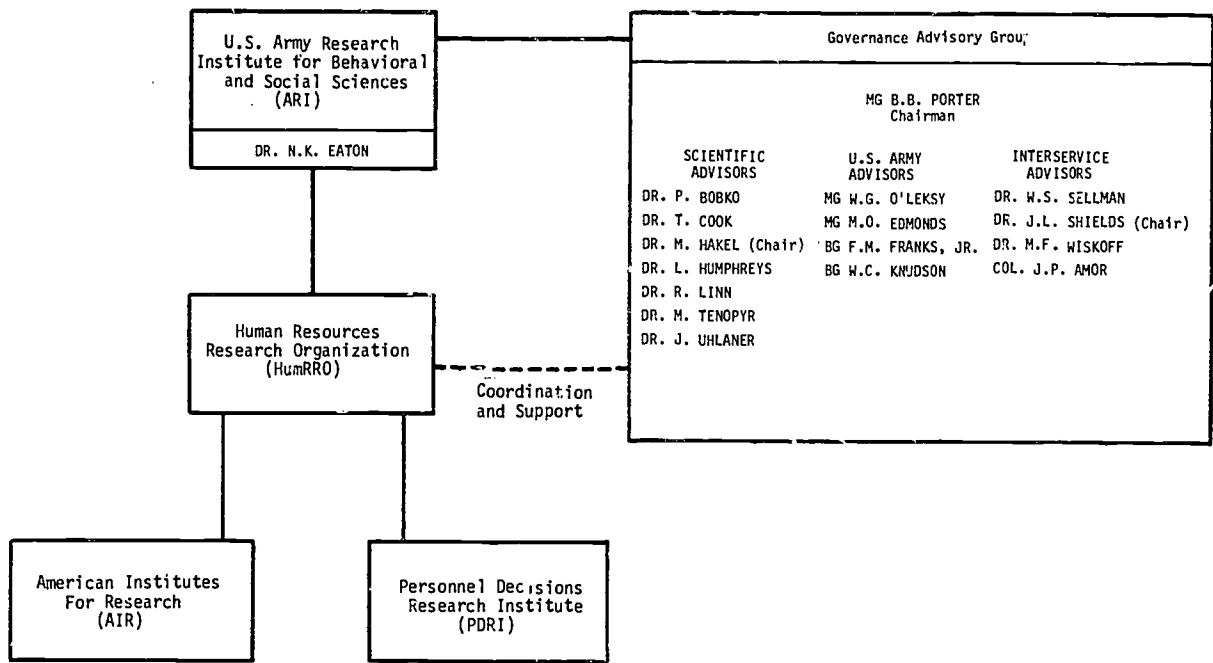 U.S. Army Research
Institute for Behavioral
and Social Sciences
(ARI)
DR. N.K. EATON
Governance Advisory Grou
MG B.B. PORTER
Chairman
SCIENTIFIC
ADVISORS
DR. P. BOBKO
DR. T. COOK
DR. M. HAKEL (Chair)
DR. L. HUMPHREYS
DR. R. LINN
DR. M. TENOPYR
DR. J. UHLANER
U.S. ARMY
ADVISORS
MG W.G. O'LEKSY
MG M.O. EDMONDS
BG F.M. FRANKS, JR.
BG W.C. KNUDSON
INTERSERVICE
ADVISORS
DR. W.S. SELLMAN
DR. J.L. SHIELDS (Chair)
DR. M.F. WISKOFF
COL. J.P. AMOR
Human Resources
Research Organization
(HumRRO)
Coordination
and Support
American Institutes
For Research
(AIR)
Personnel Decisions
Research Institute
(PDRI)